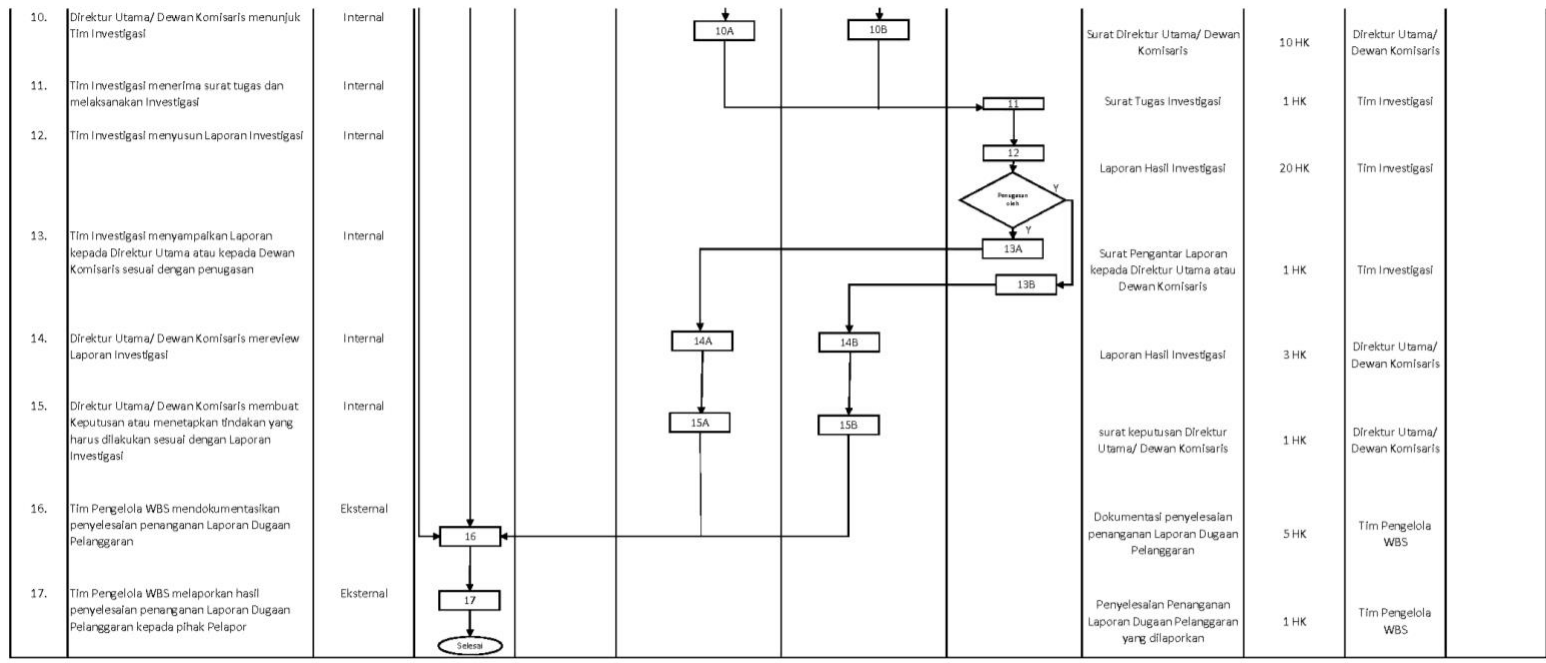 10. Direktur Utama/ Dewan Komisaris menunjuk
Tim Investigasi
Internal
10A
10B
Surat Direktur Utama/ Dewan
Komisaris
10 HK
Direktur Utama/
Dewan Komisaris
11. Tim Investigasi menerima surat tugas dan
melaksanakan Investigasi
Internal
11
Surat Tugas Investigasi
1 HK
Tim Investigasi
12. Tim Investigasi menyusun Laporan Investigasi
Internal
12
Laporan Hasil Investigasi
20 HK
Tim Investigasi
Penugasan
oleh
Y
Y
13. Tim Investigasi menyampaikan Laporan
kepada Direktur Utama atau kepada Dewan
Komisaris sesuai dengan penugasan
Internal
13A
13B
Surat Pengantar Laporan
kepada Direktur Utama atau
Dewan Komisaris
1 HK
Tim Investigasi
14. Direktur Utama/ Dewan Komisaris mereview
Laporan Investigasi
Internal
14A
14B
Laporan Hasil Investigasi
3 HK
Direktur Utama/
Dewan Komisaris
15. Direktur Utama/ Dewan Komisaris membuat
Keputusan atau menetapkan tindakan yang
harus dilakukan sesuai dengan Laporan
Investigasi
Internal
15A
15B
surat keputusan Direktur
Utama/ Dewan Komisaris
1 HK
Direktur Utama/
Dewan Komisaris
16. Tim Pengelola WBS mendokumentasikan
penyelesaian penanganan Laporan Dugaan
Pelanggaran
Eksternal
16
Dokumentasi penyelesaian
penanganan Laporan Dugaan
Pelanggaran
5 HK
Tim Pengelola
WBS
17. Tim Pengelola WBS melaporkan hasil
penyelesaian penanganan Laporan Dugaan
Pelanggaran kepada pihak Pelapor
Eksternal
17
Penyelesaian Penanganan
Laporan Dugaan Pelanggaran
yang dilaporkan
1 HK
Tim Pengelola
WBS
Selesai